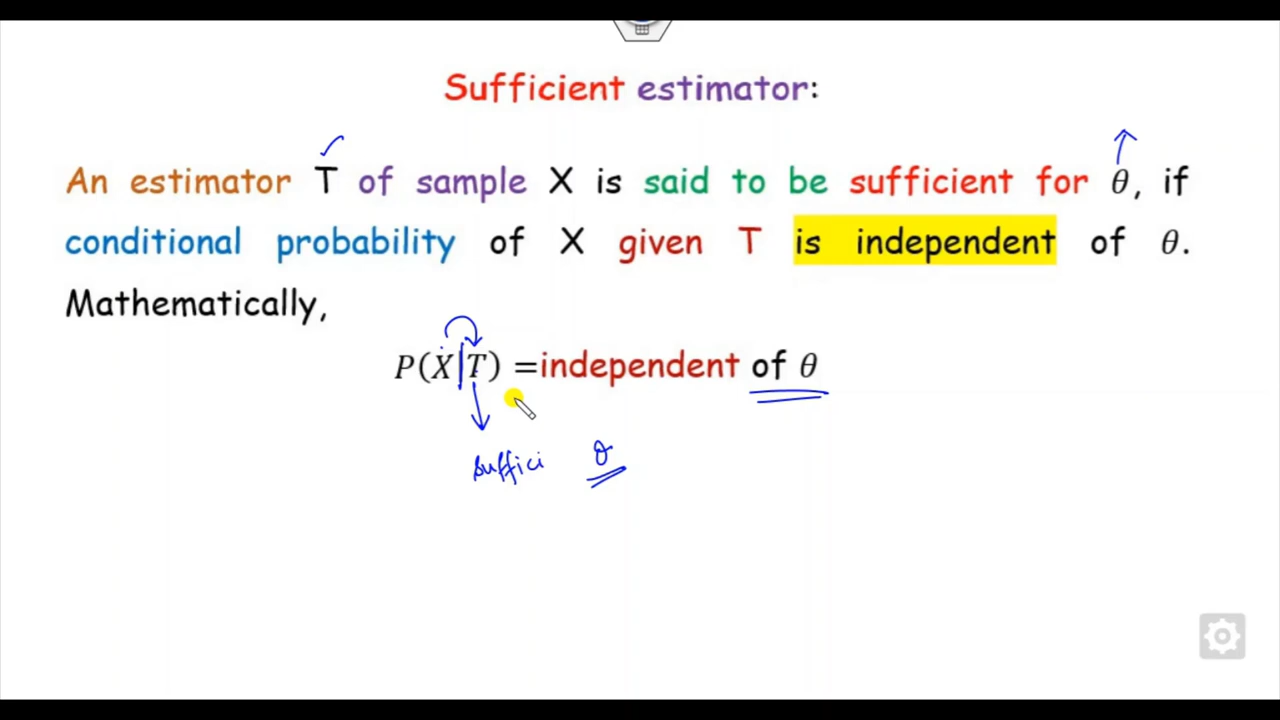 Sufficient estimator:
An estimator T of sample X is said to be sufficient for θ, if
conditional probability of X given T is independent of θ.
Mathematically,
P(X|T) =independent of θ
suffici θ